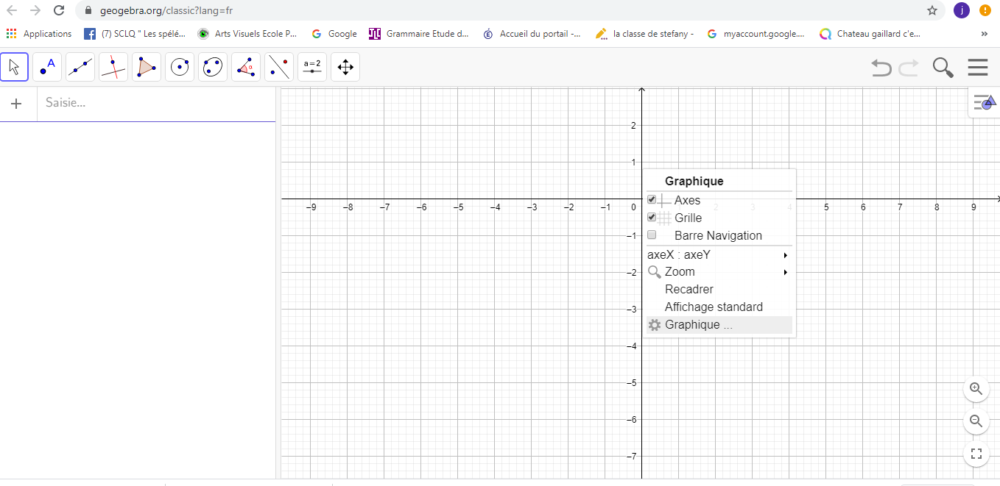 geogebra.org/classic?lang=fr
j
Applications (7) SCLQ " Les spélé... Arts Visuels Ecole P... Google Grammaire Etude d... Accueil du portail -... la classe de stefany - myaccount.google.... Chateau gaillard c'e... »
A α a=2
Saisie...
2
1
Graphique
Axes
−9 −8 −7 −6 −5 −4 −3 −2 −1 0 2 3 4 5 6 7 8 9
Grille
−1 Barre Navigation
axeX : axeY
−2 Zoom
Recadrer
−3 Affichage standard
Graphique ...
−4
−5
−6
−7